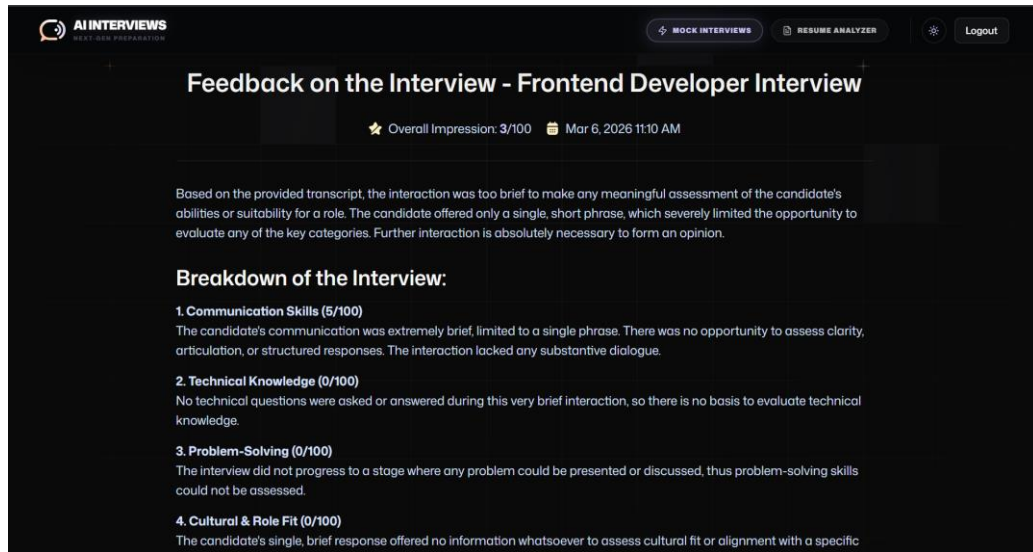 AI INTERVIEWS
NEXT-GEN PREPARATION
MOCK INTERVIEWS
RESUME ANALYZER
Logout
Feedback on the Interview - Frontend Developer Interview
Overall Impression: 3/100
Mar 6, 2026 11:10 AM
Based on the provided transcript, the interaction was too brief to make any meaningful assessment of the candidate's
abilities or suitability for a role. The candidate offered only a single, short phrase, which severely limited the opportunity to
evaluate any of the key categories. Further interaction is absolutely necessary to form an opinion.
Breakdown of the Interview:
1. Communication Skills (5/100)
The candidate's communication was extremely brief, limited to a single phrase. There was no opportunity to assess clarity,
articulation, or structured responses. The interaction lacked any substantive dialogue.
2. Technical Knowledge (0/100)
No technical questions were asked or answered during this very brief interaction, so there is no basis to evaluate technical
knowledge.
3. Problem-Solving (0/100)
The interview did not progress to a stage where any problem could be presented or discussed, thus problem-solving skills
could not be assessed.
4. Cultural & Role Fit (0/100)
The candidate's single, brief response offered no information whatsoever to assess cultural fit or alignment with a specific